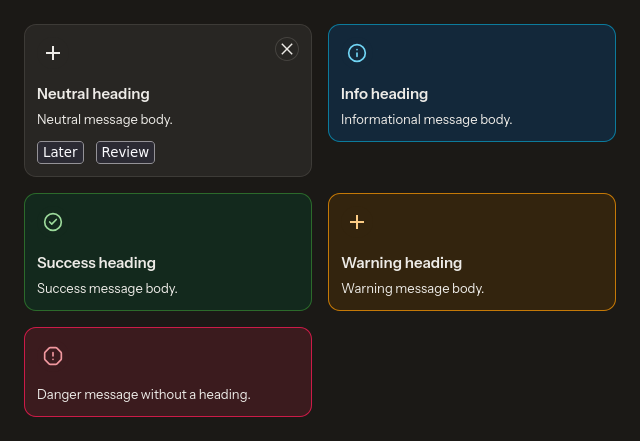 Neutral heading
Neutral message body.
Later Review
Info heading
Informational message body.
Success heading
Success message body.
Warning heading
Warning message body.
Danger message without a heading.